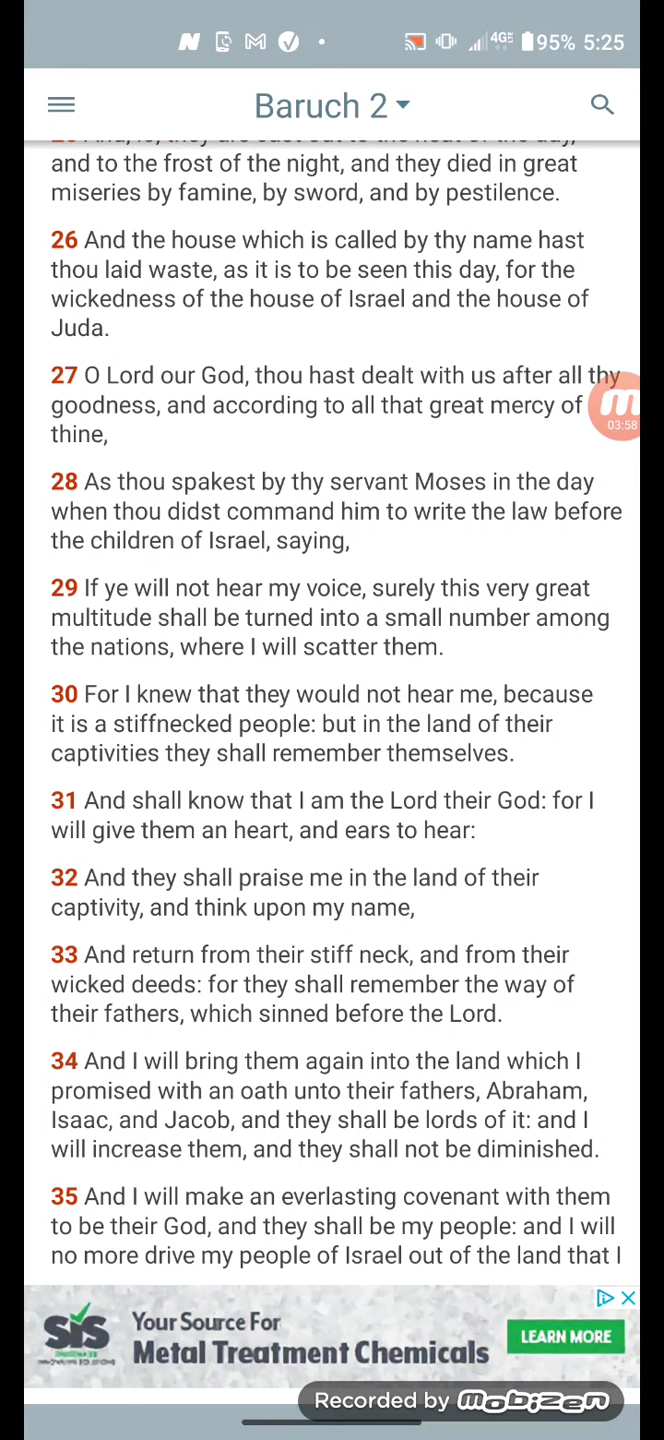 4G 95% 5:25
Baruch 2
and to the frost of the night, and they died in great
miseries by famine, by sword, and by pestilence.
26 And the house which is called by thy name hast
thou laid waste, as it is to be seen this day, for the
wickedness of the house of Israel and the house of
Juda.
27 O Lord our God, thou hast dealt with us after all thy
goodness, and according to all that great mercy of
thine,
03:58
28 As thou spakest by thy servant Moses in the day
when thou didst command him to write the law before
the children of Israel, saying,
29 If ye will not hear my voice, surely this very great
multitude shall be turned into a small number among
the nations, where I will scatter them.
30 For I knew that they would not hear me, because
it is a stiffnecked people: but in the land of their
captivities they shall remember themselves.
31 And shall know that I am the Lord their God: for I
will give them an heart, and ears to hear:
32 And they shall praise me in the land of their
captivity, and think upon my name,
33 And return from their stiff neck, and from their
wicked deeds: for they shall remember the way of
their fathers, which sinned before the Lord.
34 And I will bring them again into the land which I
promised with an oath unto their fathers, Abraham,
Isaac, and Jacob, and they shall be lords of it: and I
will increase them, and they shall not be diminished.
35 And I will make an everlasting covenant with them
to be their God, and they shall be my people: and I will
no more drive my people of Israel out of the land that I
SiS
Your Source For
Metal Treatment Chemicals
LEARN MORE
Recorded by mobizen